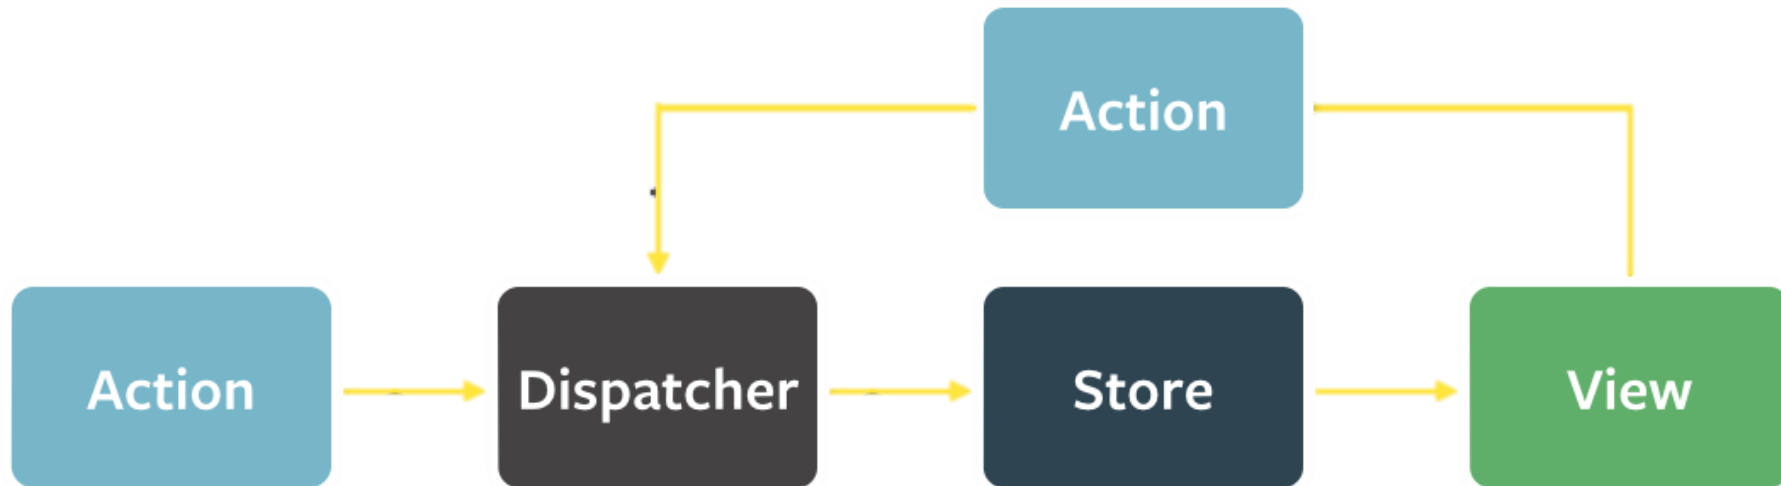 Action
Action
Dispatcher
Store
View